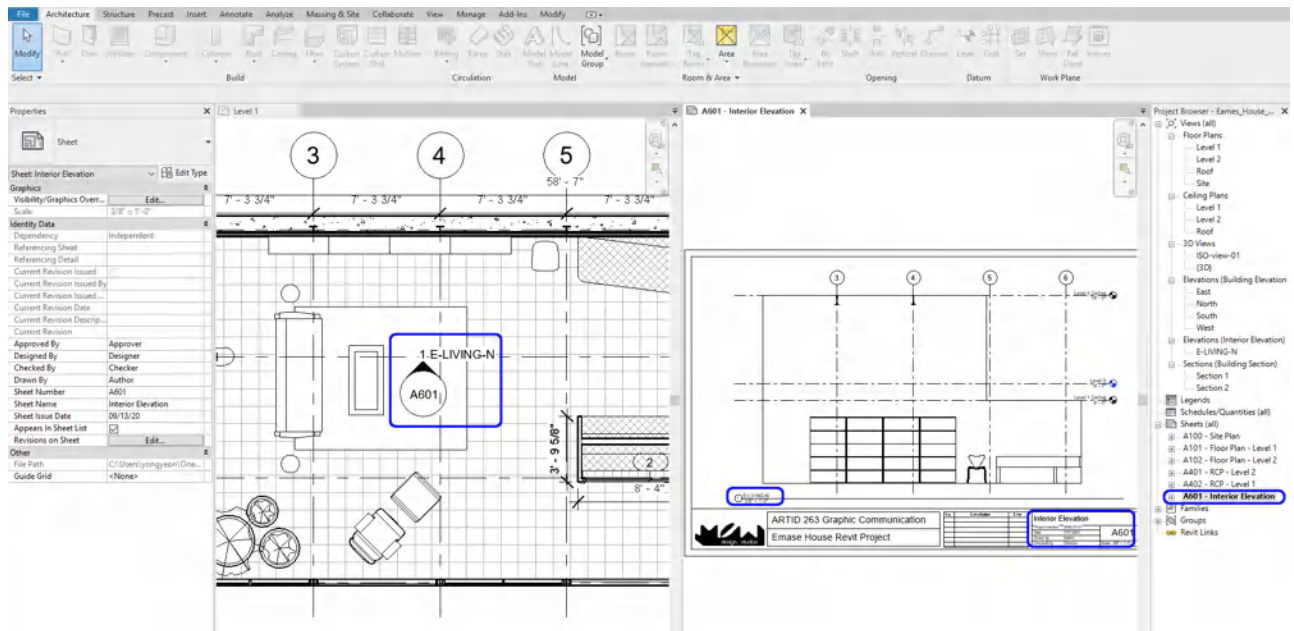 File Architecture Structure Precast Insert Annotate Analyze Massing & Site Collaborate View Manage Add-Ins Modify
Modify
Wall Door Window Component Column Roof Ceiling Floor Curtain System Curtain Grid Mullion Railing Ramp Stair Model Text Model Line Model Group
Area
Shaft Wall Vertical Dormer Level Grid Set Show Ref Plane Viewer
Select Build Circulation Model Room & Area Opening Datum Work Plane
Properties
Sheet
Sheet: Interior Elevation Edit Type
Graphics
Visibility/Graphics Overr... Edit...
Scale 3/8" = 1'-0"
Identity Data
Dependency Independent
Referencing Sheet
Referencing Detail
Current Revision Issued
Current Revision Issued By
Current Revision Issued ...
Current Revision Date
Current Revision Descrip...
Current Revision
Approved By Approver
Designed By Designer
Checked By Checker
Drawn By Author
Sheet Number A601
Sheet Name Interior Elevation
Sheet Issue Date 09/13/20
Appears In Sheet List
Revisions on Sheet Edit...
Other
File Path C:\Users\yongyeon\One...
Guide Grid <None>
Level 1
3 4 5
58' - 7"
7' - 3 3/4" 7' - 3 3/4" 7' - 3 3/4" 7' - 3 3/4"
1 E-LIVING-N
A601
3' - 9 5/8"
2
8' - 4"
A601 - Interior Elevation
3 4 5 6
E-LIVING-N
MEW design studio
ARTID 263 Graphic Communication
Emase House Revit Project
Interior Elevation
A601
Project Browser - Eames_House_...
Views (all)
Floor Plans
Level 1
Level 2
Roof
Site
Ceiling Plans
Level 1
Level 2
Roof
3D Views
ISO-view-01
{3D}
Elevations (Building Elevation
East
North
South
West
Elevations (Interior Elevation)
E-LIVING-N
Sections (Building Section)
Section 1
Section 2
Legends
Schedules/Quantities (all)
Sheets (all)
A100 - Site Plan
A101 - Floor Plan - Level 1
A102 - Floor Plan - Level 2
A401 - RCP - Level 2
A402 - RCP - Level 1
A601 - Interior Elevation
Families
Groups
Revit Links